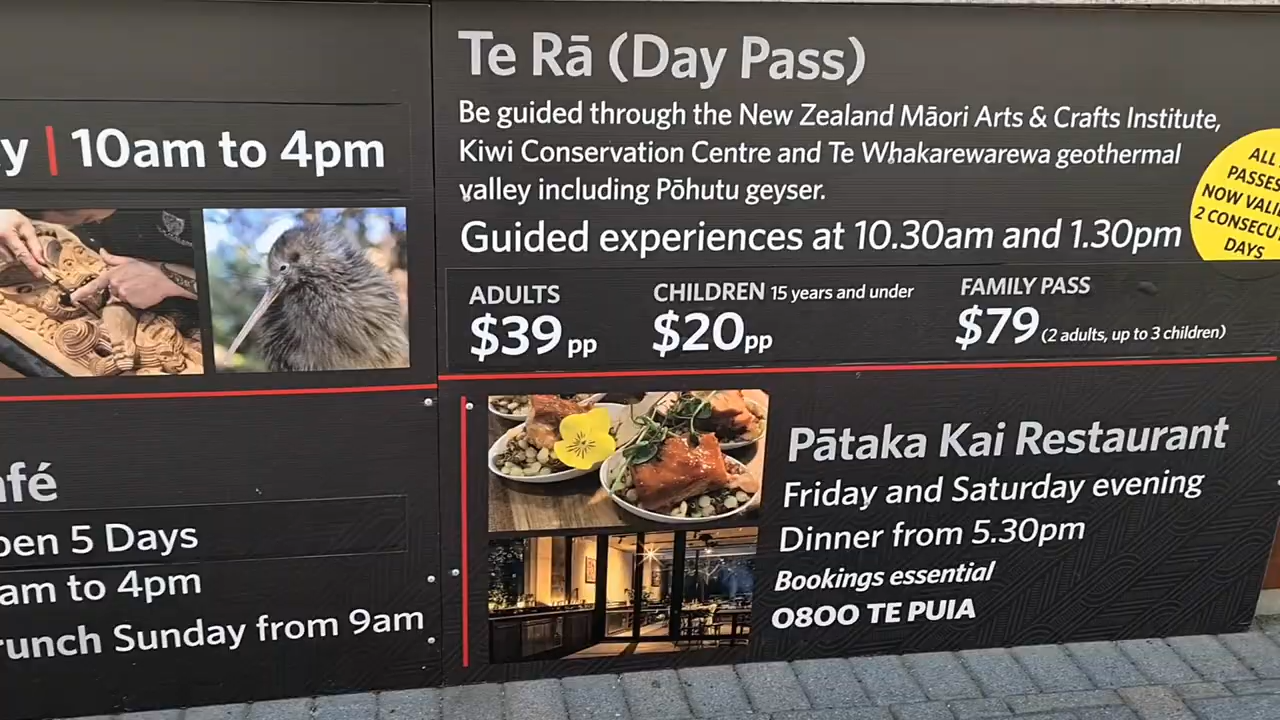 10am to 4pm
Te Rā (Day Pass)
Be guided through the New Zealand Māori Arts & Crafts Institute,
Kiwi Conservation Centre and Te Whakarewarewa geothermal
valley including Pōhutu geyser.
Guided experiences at 10.30am and 1.30pm
ALL
PASSES
NOW VALI
2 CONSECU
DAYS
ADULTS
$39 pp
CHILDREN 15 years and under
$20 pp
FAMILY PASS
$79 (2 adults, up to 3 children)
afé
pen 5 Days
am to 4pm
runch Sunday from 9am
Pātaka Kai Restaurant
Friday and Saturday evening
Dinner from 5.30pm
Bookings essential
0800 TE PUIA